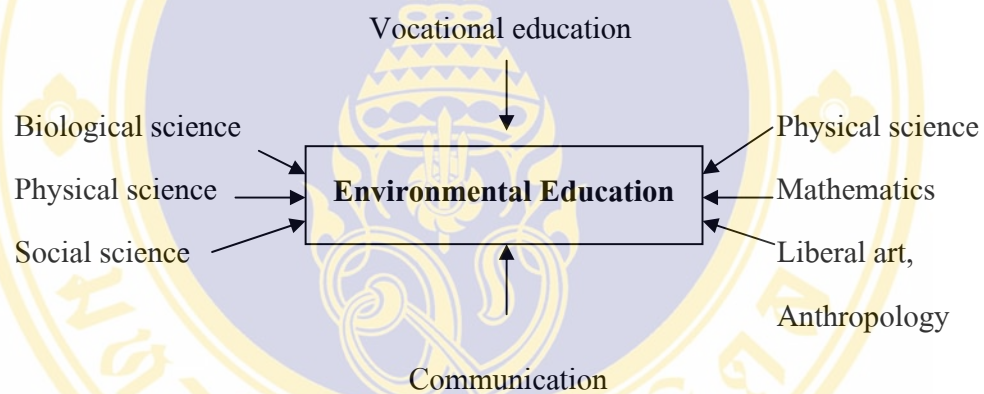 Vocational education
Biological science
Physical science
Social science
Environmental Education
Physical science
Mathematics
Liberal art,
Anthropology
Communication